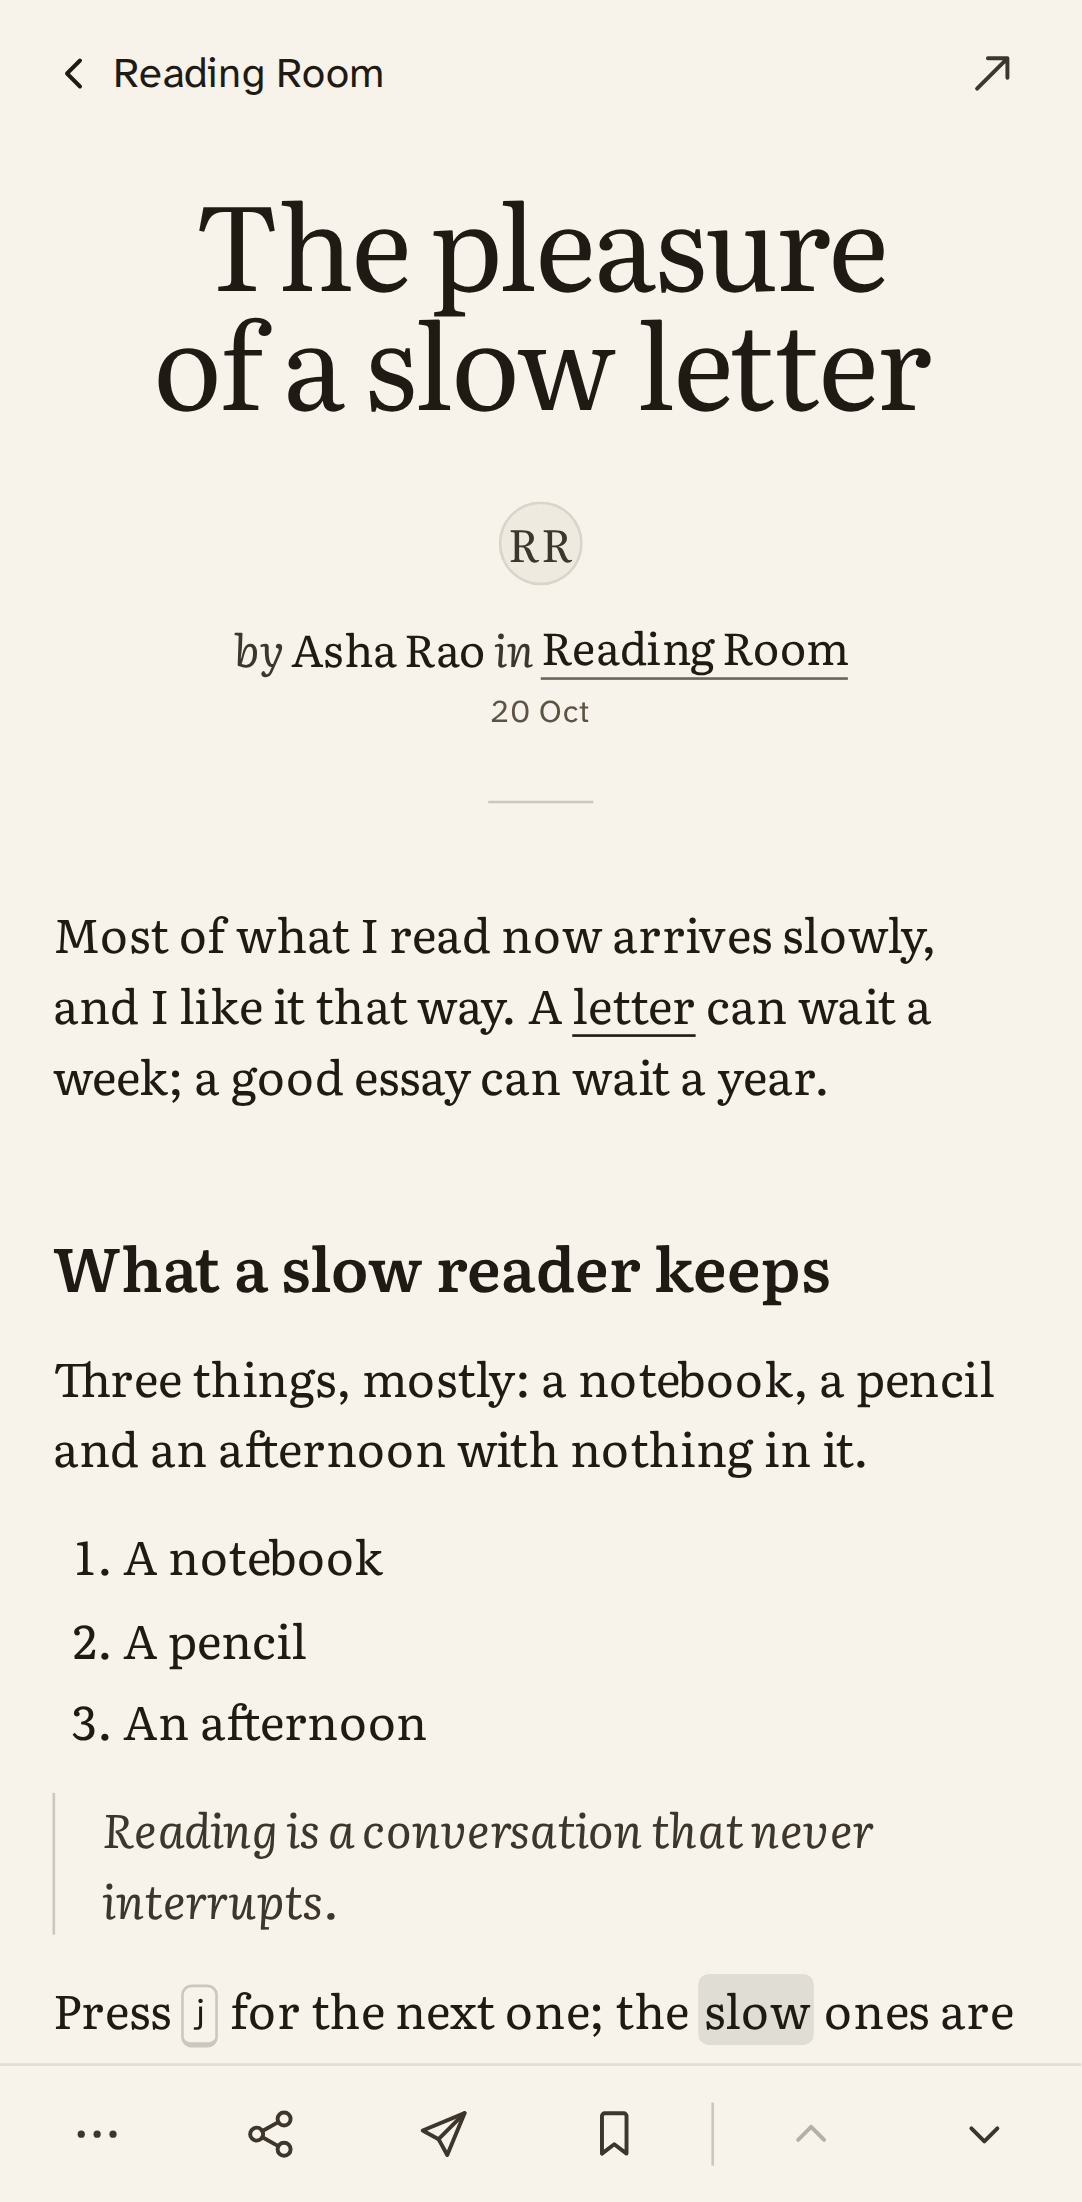 Reading Room
The pleasure
of a slow letter
RR
by Asha Rao in Reading Room
20 Oct
Most of what I read now arrives slowly,
and I like it that way. A letter can wait a
week; a good essay can wait a year.
What a slow reader keeps
Three things, mostly: a notebook, a pencil
and an afternoon with nothing in it.
1. A notebook
2. A pencil
3. An afternoon
Reading is a conversation that never
interrupts.
Press j for the next one; the slow ones are